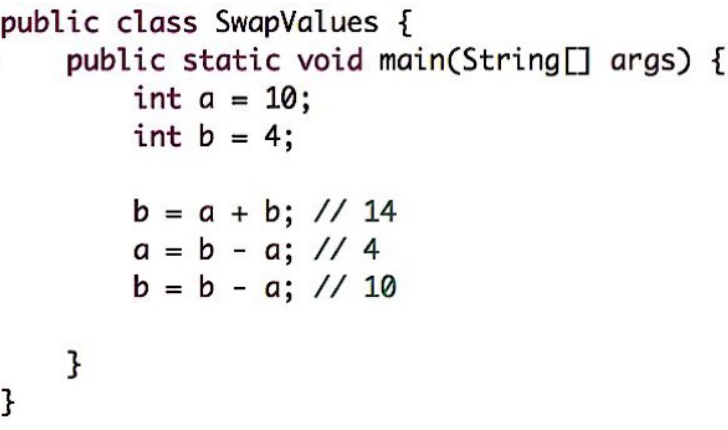 public class SwapValues {
    public static void main(String[] args) {
        int a = 10;
        int b = 4;

        b = a + b; // 14
        a = b - a; // 4
        b = b - a; // 10

    }
}